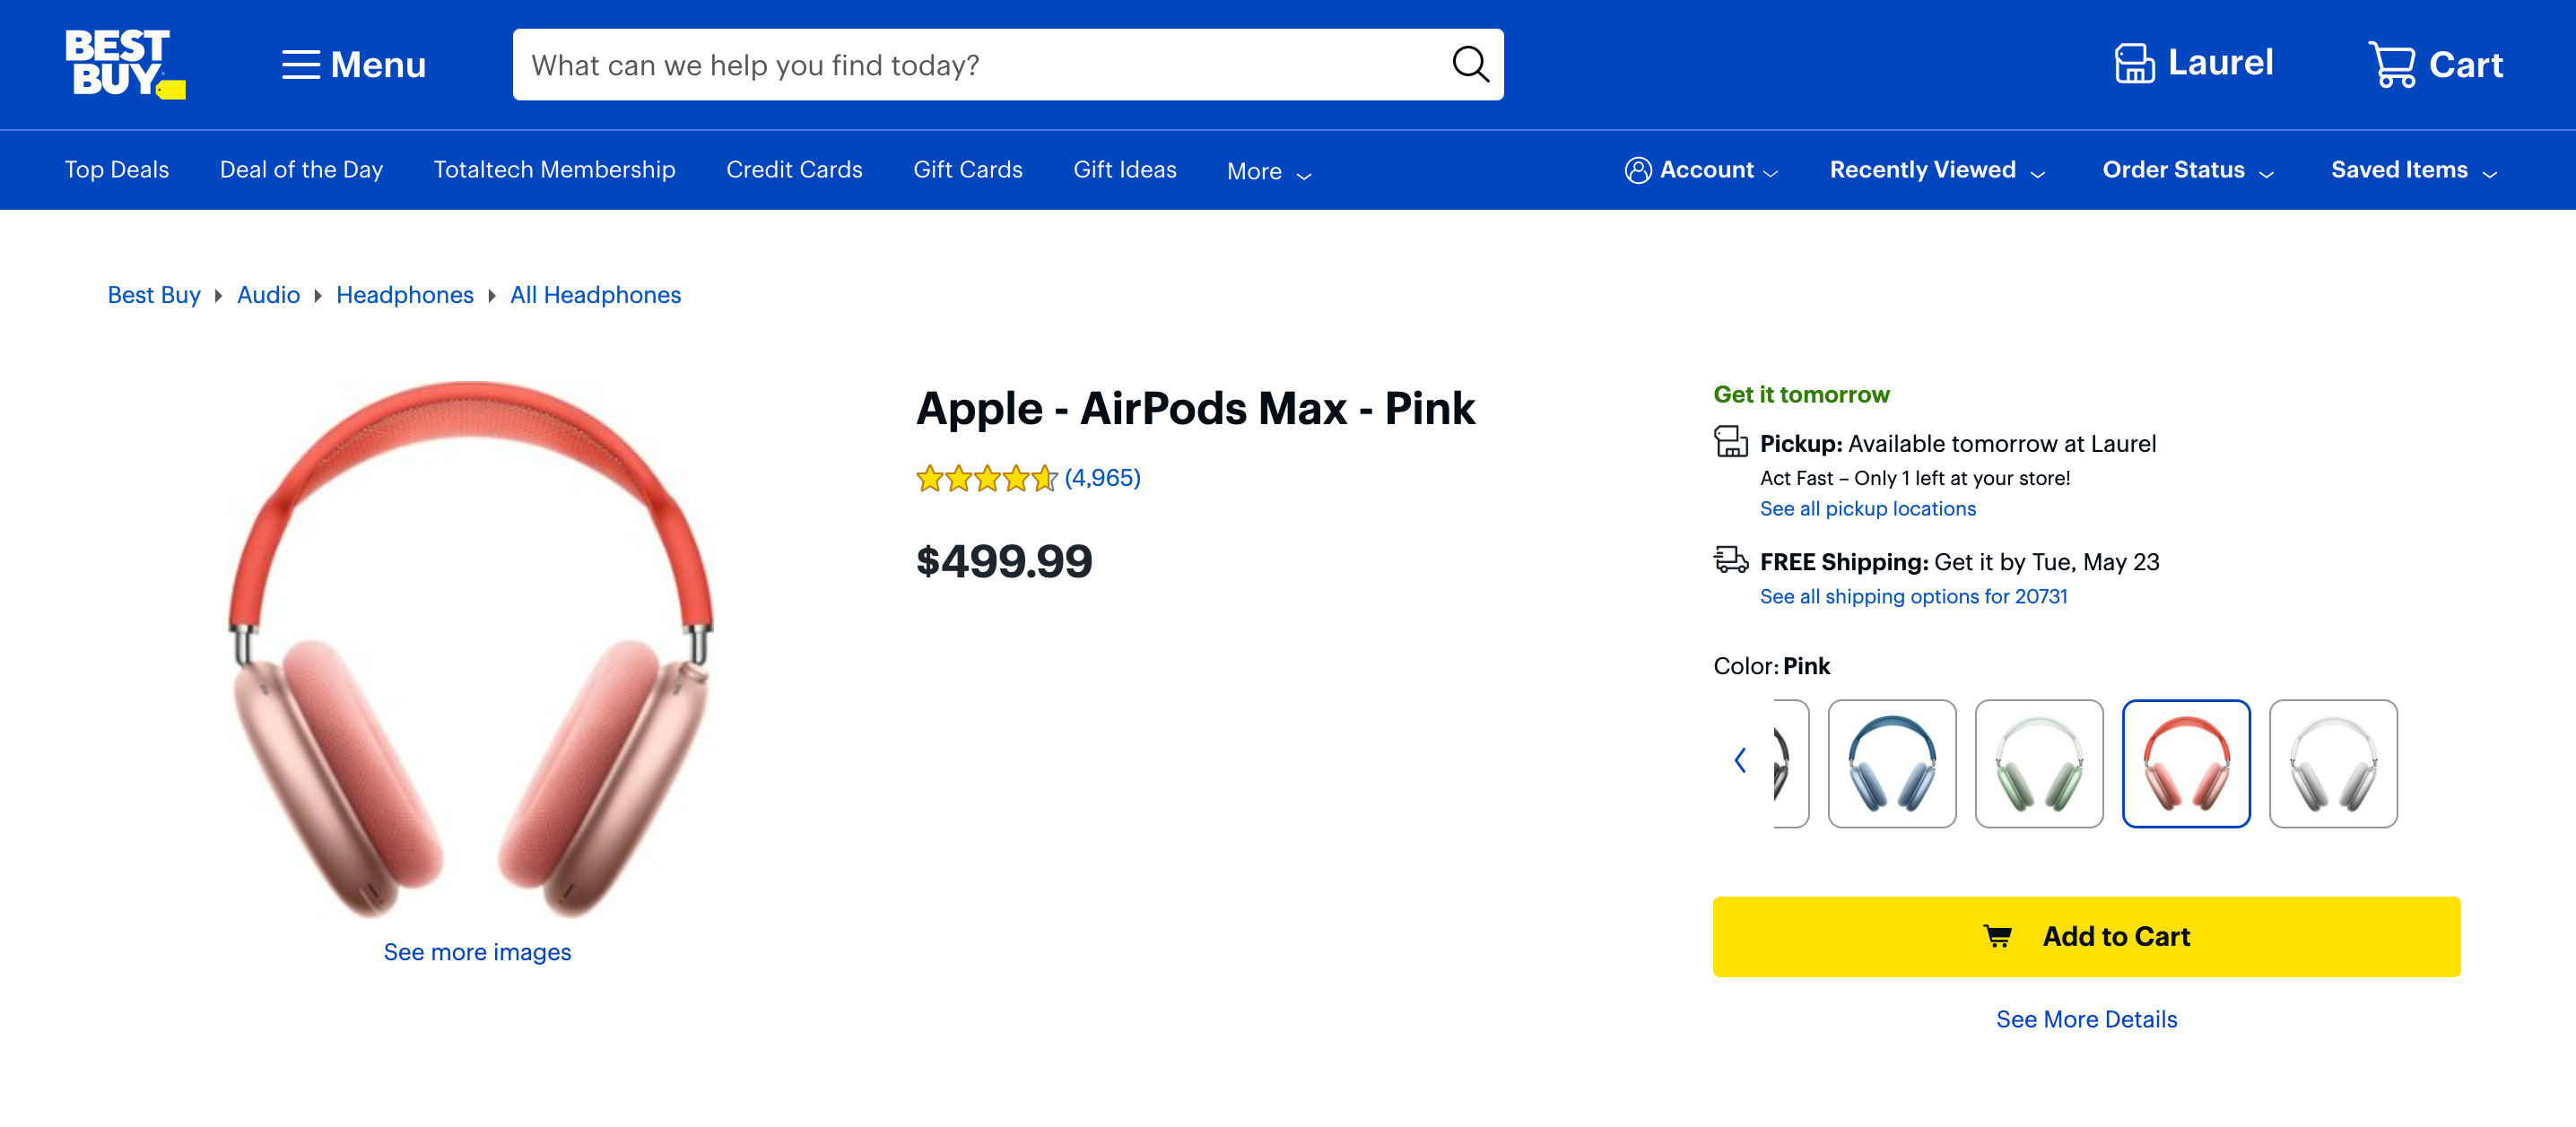 BEST
BUY
Menu
What can we help you find today?
Laurel
Cart
Top Deals
Deal of the Day
Totaltech Membership
Credit Cards
Gift Cards
Gift Ideas
More
Account
Recently Viewed
Order Status
Saved Items
Best Buy
Audio
Headphones
All Headphones
See more images
Apple - AirPods Max - Pink
(4,965)
$499.99
Get it tomorrow
Pickup: Available tomorrow at Laurel
Act Fast – Only 1 left at your store!
See all pickup locations
FREE Shipping: Get it by Tue, May 23
See all shipping options for 20731
Color: Pink
Add to Cart
See More Details